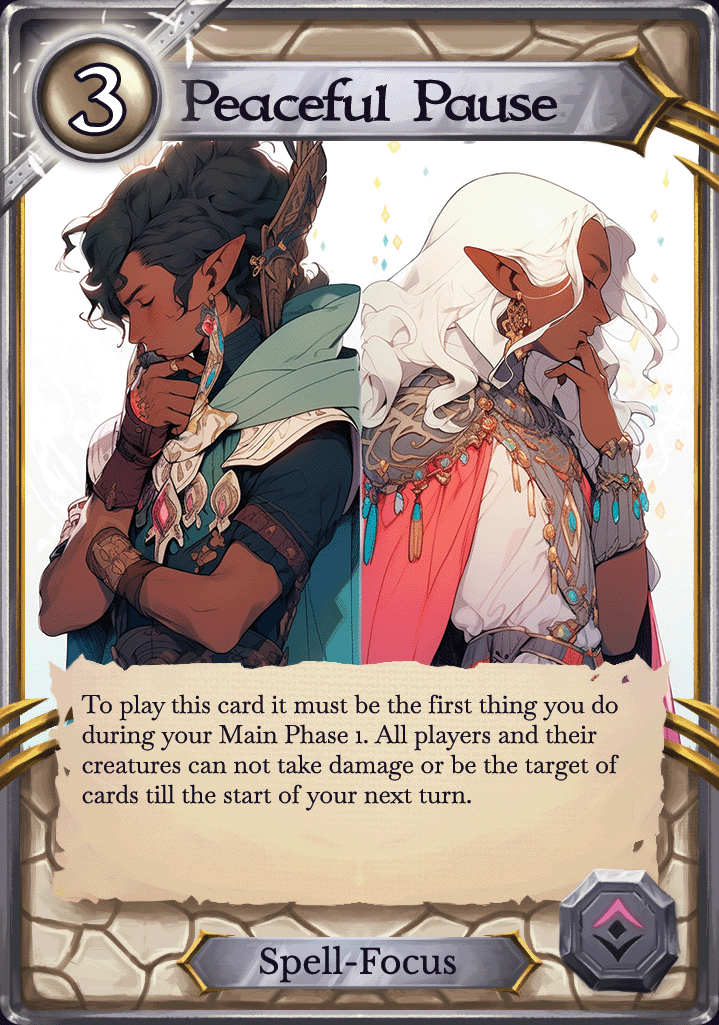 3
Peaceful Pause
To play this card it must be the first thing you do
during your Main Phase 1. All players and their
creatures can not take damage or be the target of
cards till the start of your next turn.
Spell-Focus